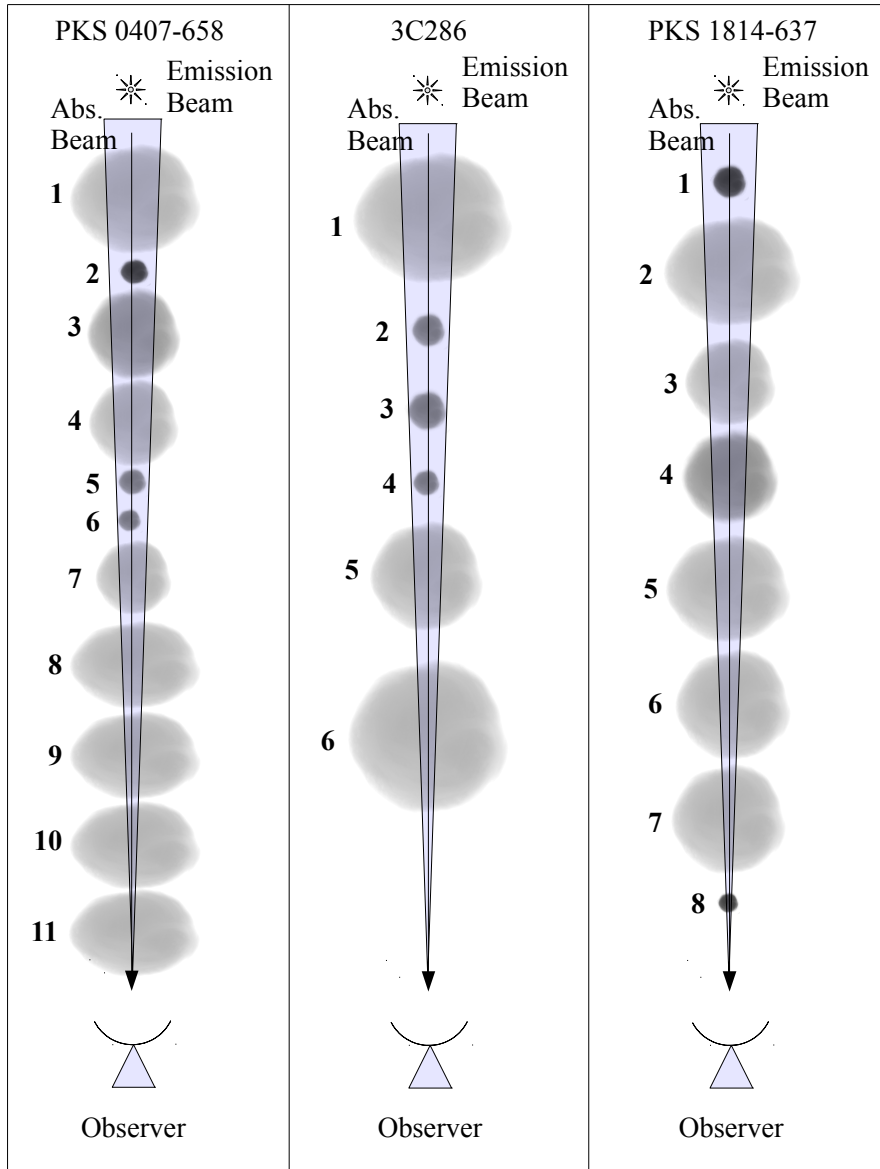 PKS 0407-658
Emission
Beam
Abs.
Beam
1
2
3
4
5
6
7
8
9
10
11
Observer
3C286
Emission
Beam
Abs.
Beam
1
2
3
4
5
6
Observer
PKS 1814-637
Emission
Beam
Abs.
Beam
1
2
3
4
5
6
7
8
Observer